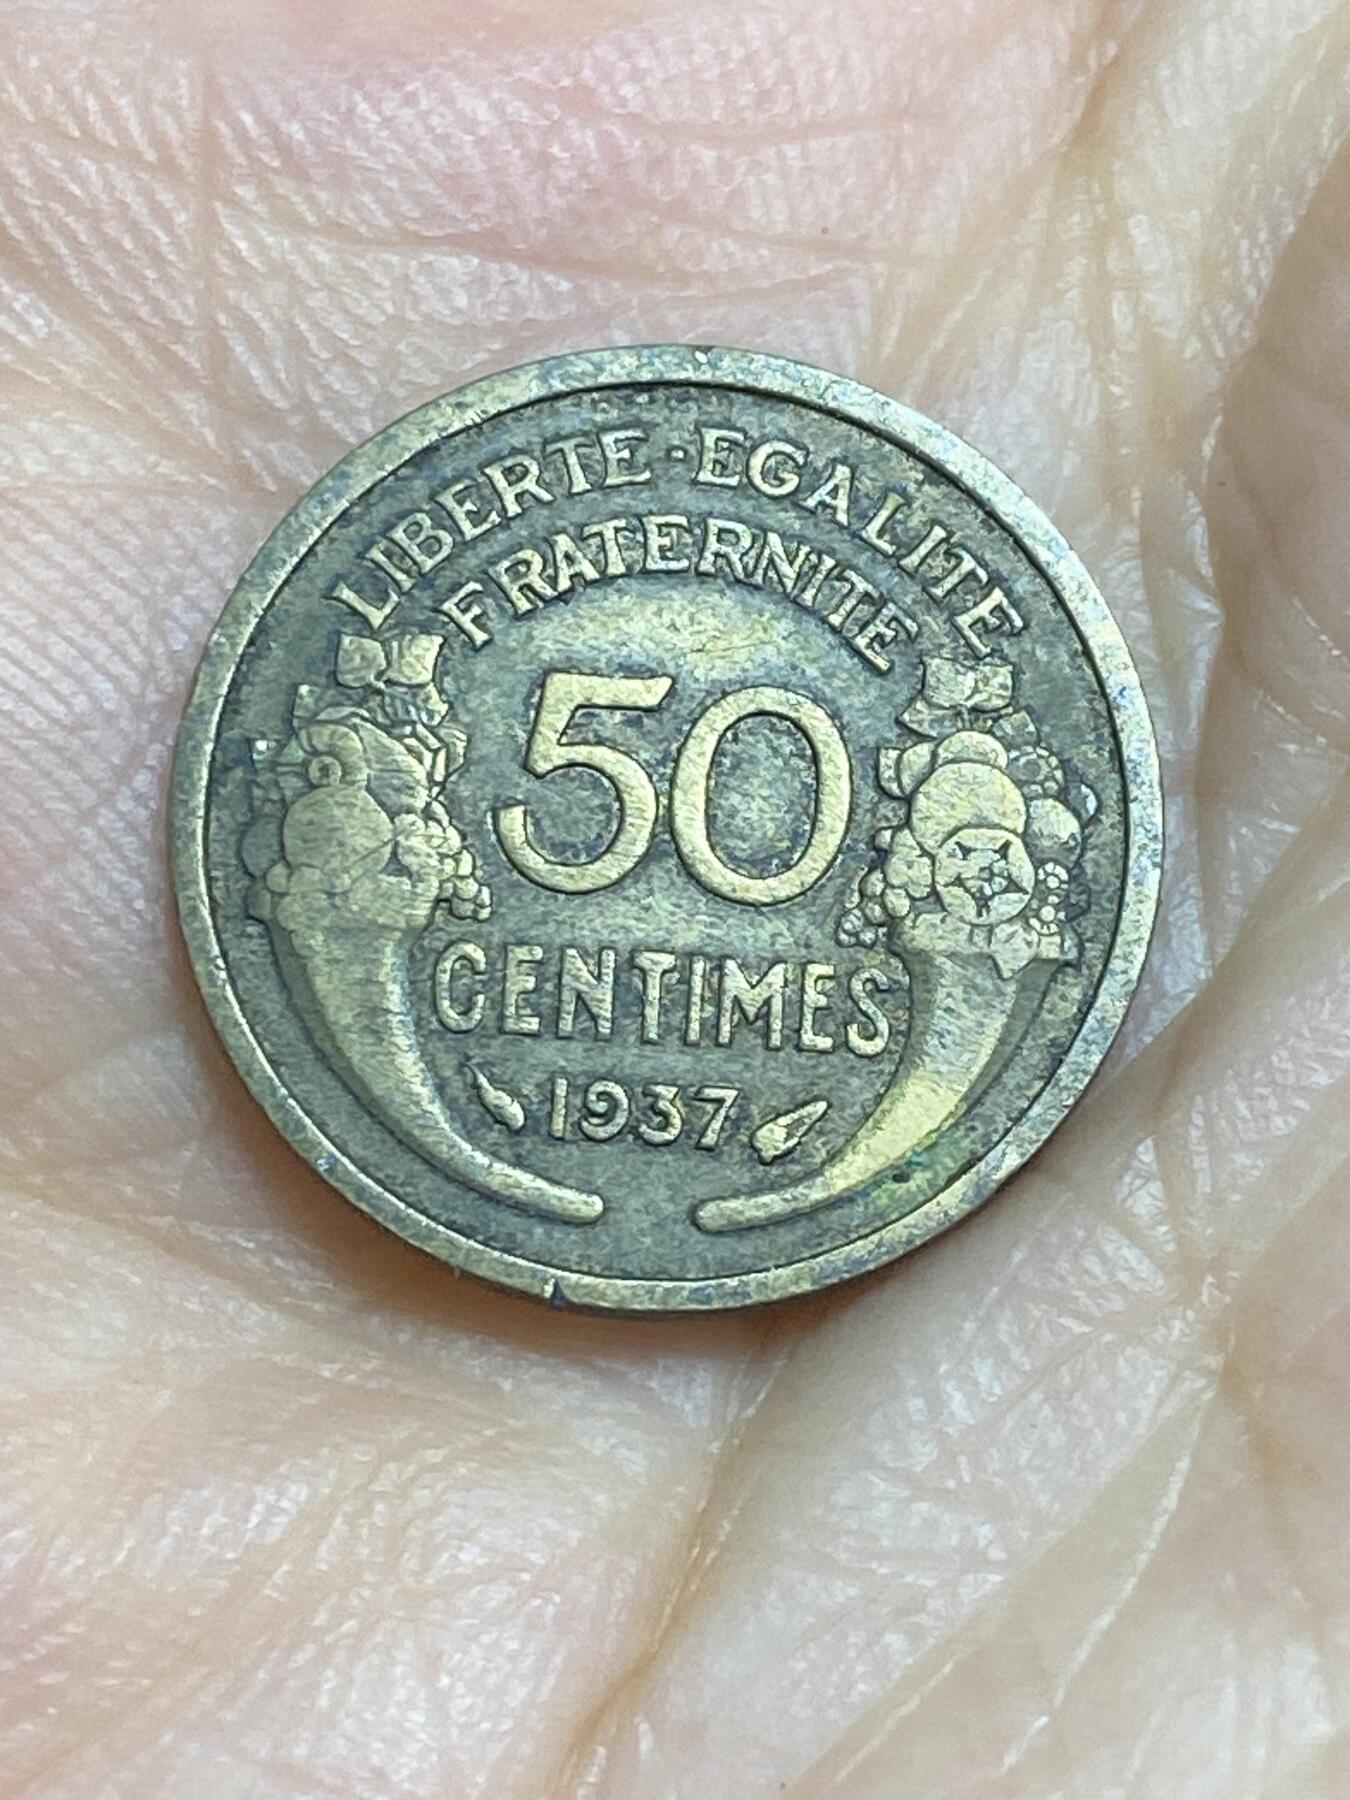 LIBERTE·EGALITE
FRATERNITE
50
CENTIMES
1937